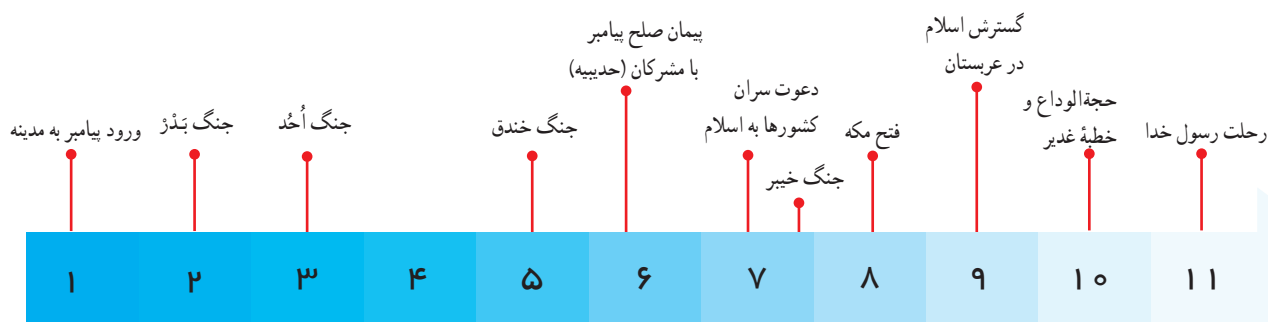 ورود پیامبر به مدینه
جنگ بَدْرْ
جنگ اُحُد
جنگ خندق
پیمان صلح پیامبر
با مشرکان (حدیبیه)
دعوت سران
کشورها به اسلام
جنگ خیبر
فتح مکه
گسترش اسلام
در عربستان
حجةالوداع و
خطبهٔ غدیر
رحلت رسول خدا
۱
۲
۳
۴
۵
۶
۷
۸
۹
۱۰
۱۱